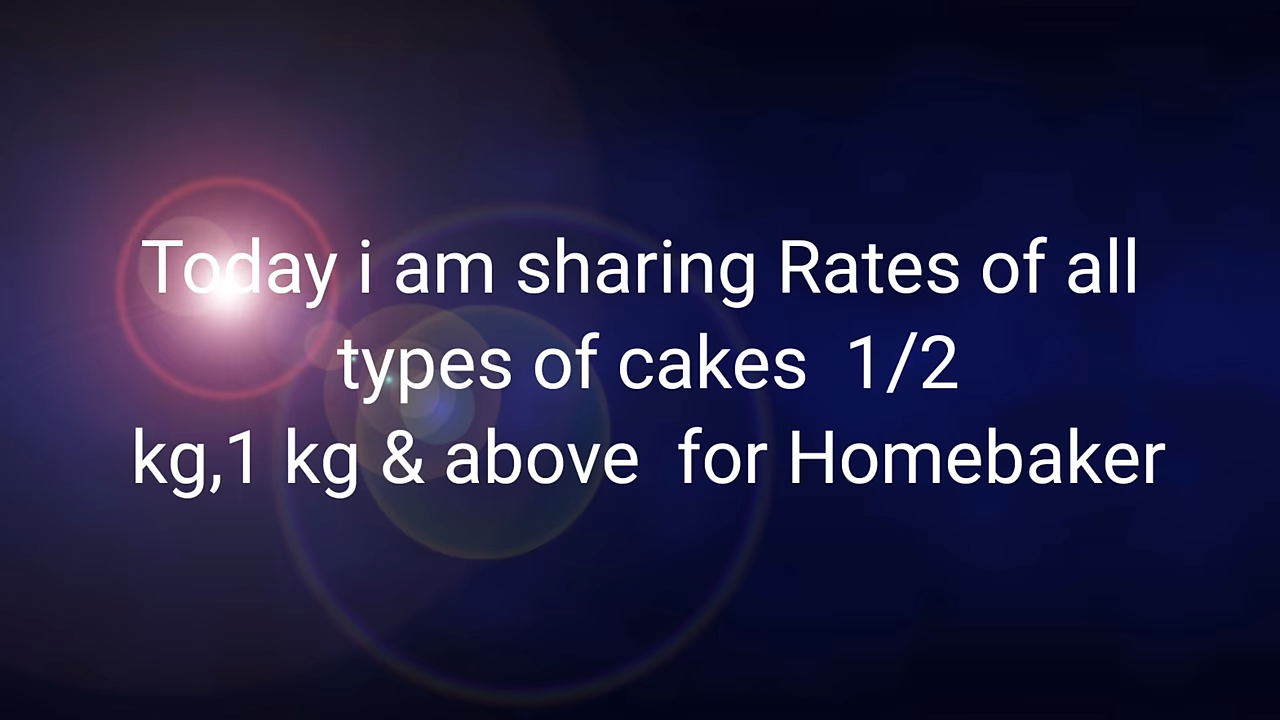 Today i am sharing Rates of all
types of cakes  1/2
kg,1 kg & above  for Homebaker